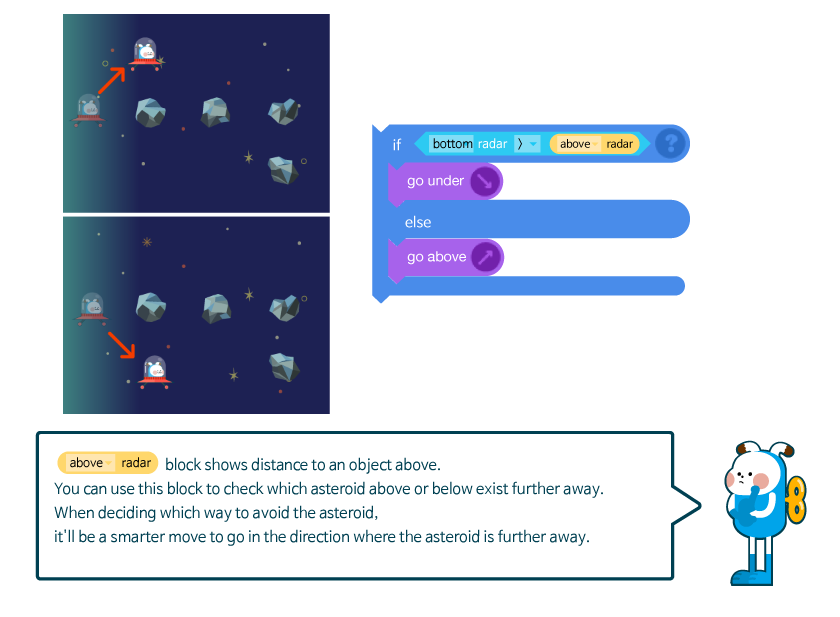 if bottom radar 〉 above radar ?
go under
else
go above
above radar block shows distance to an object above.
You can use this block to check which asteroid above or below exist further away.
When deciding which way to avoid the asteroid,
it'll be a smarter move to go in the direction where the asteroid is further away.